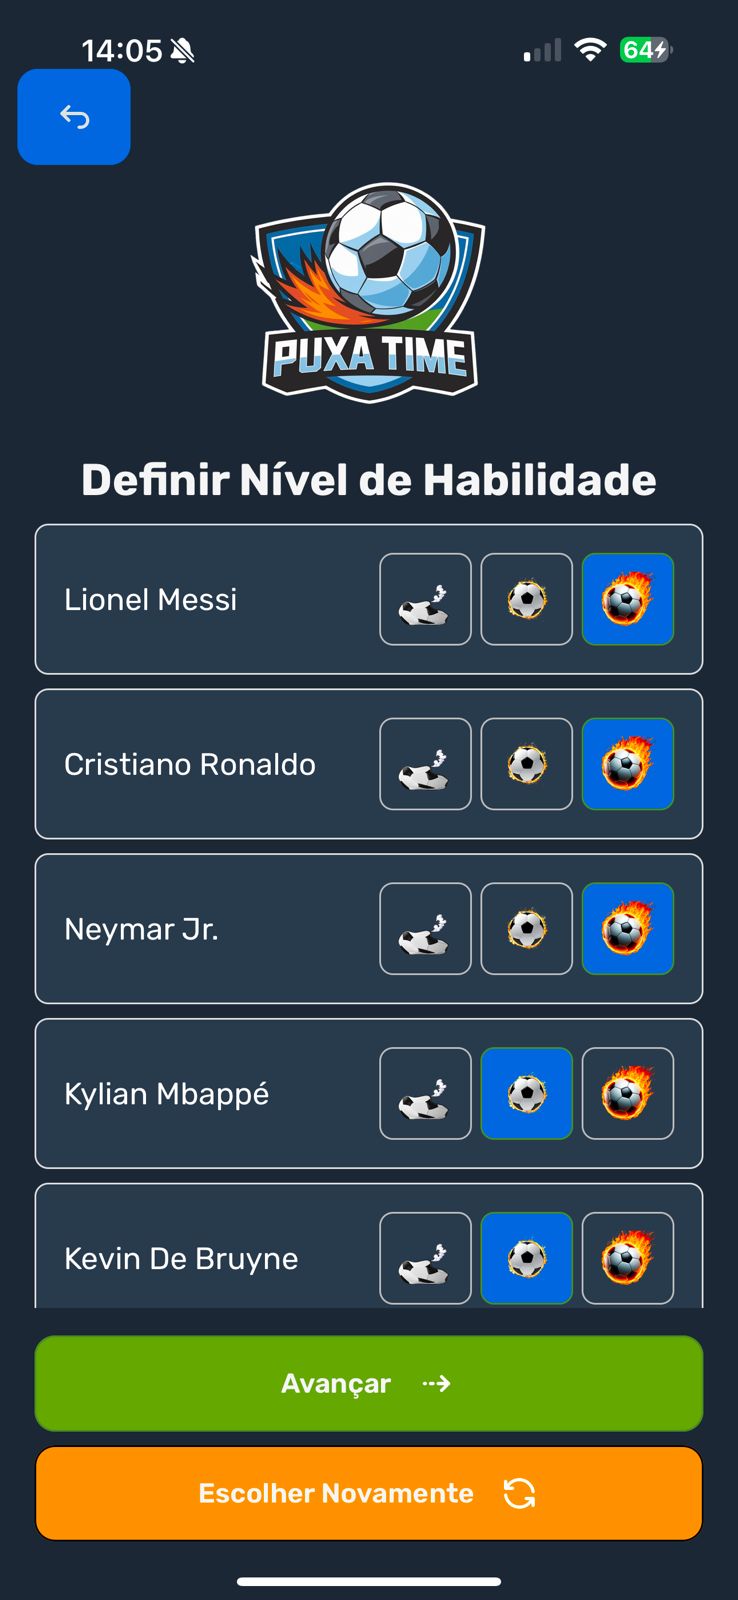 14:05
64
PUXA TIME
Definir Nível de Habilidade
Lionel Messi
Cristiano Ronaldo
Neymar Jr.
Kylian Mbappé
Kevin De Bruyne
Avançar
Escolher Novamente